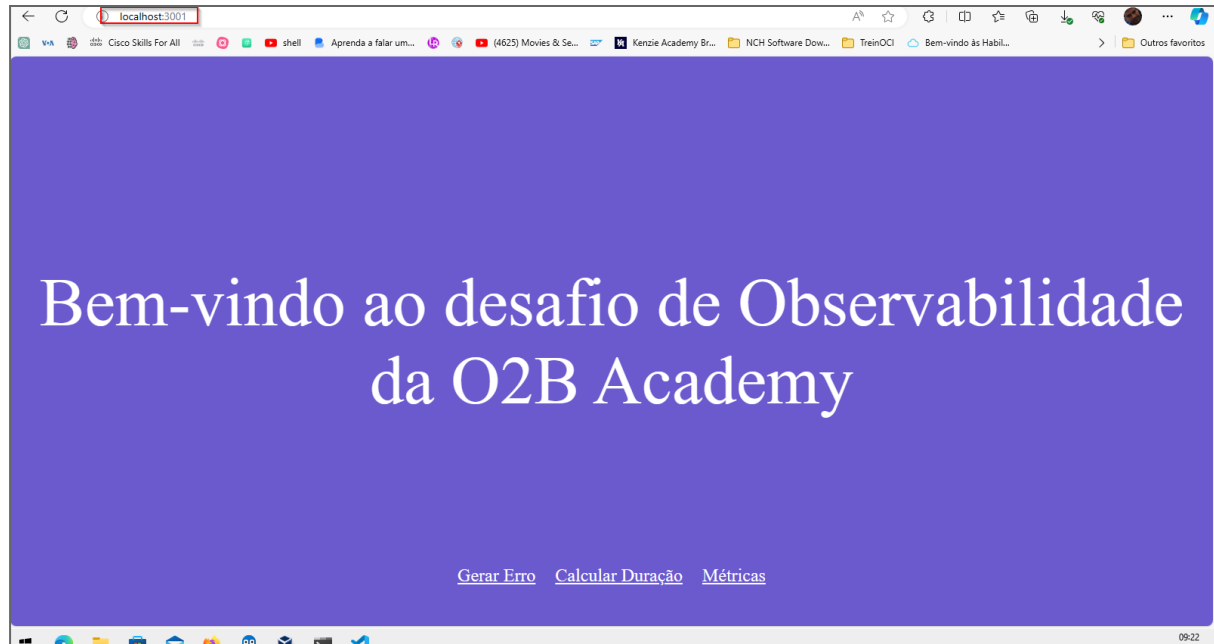 localhost:3001
Cisco Skills For All shell Aprenda a falar um... (4625) Movies & Se... Kenzie Academy Br... NCH Software Dow... TreinOCI Bem-vindo às Habil... Outros favoritos
Bem-vindo ao desafio de Observabilidade
da O2B Academy
Gerar Erro Calcular Duração Métricas
09:22